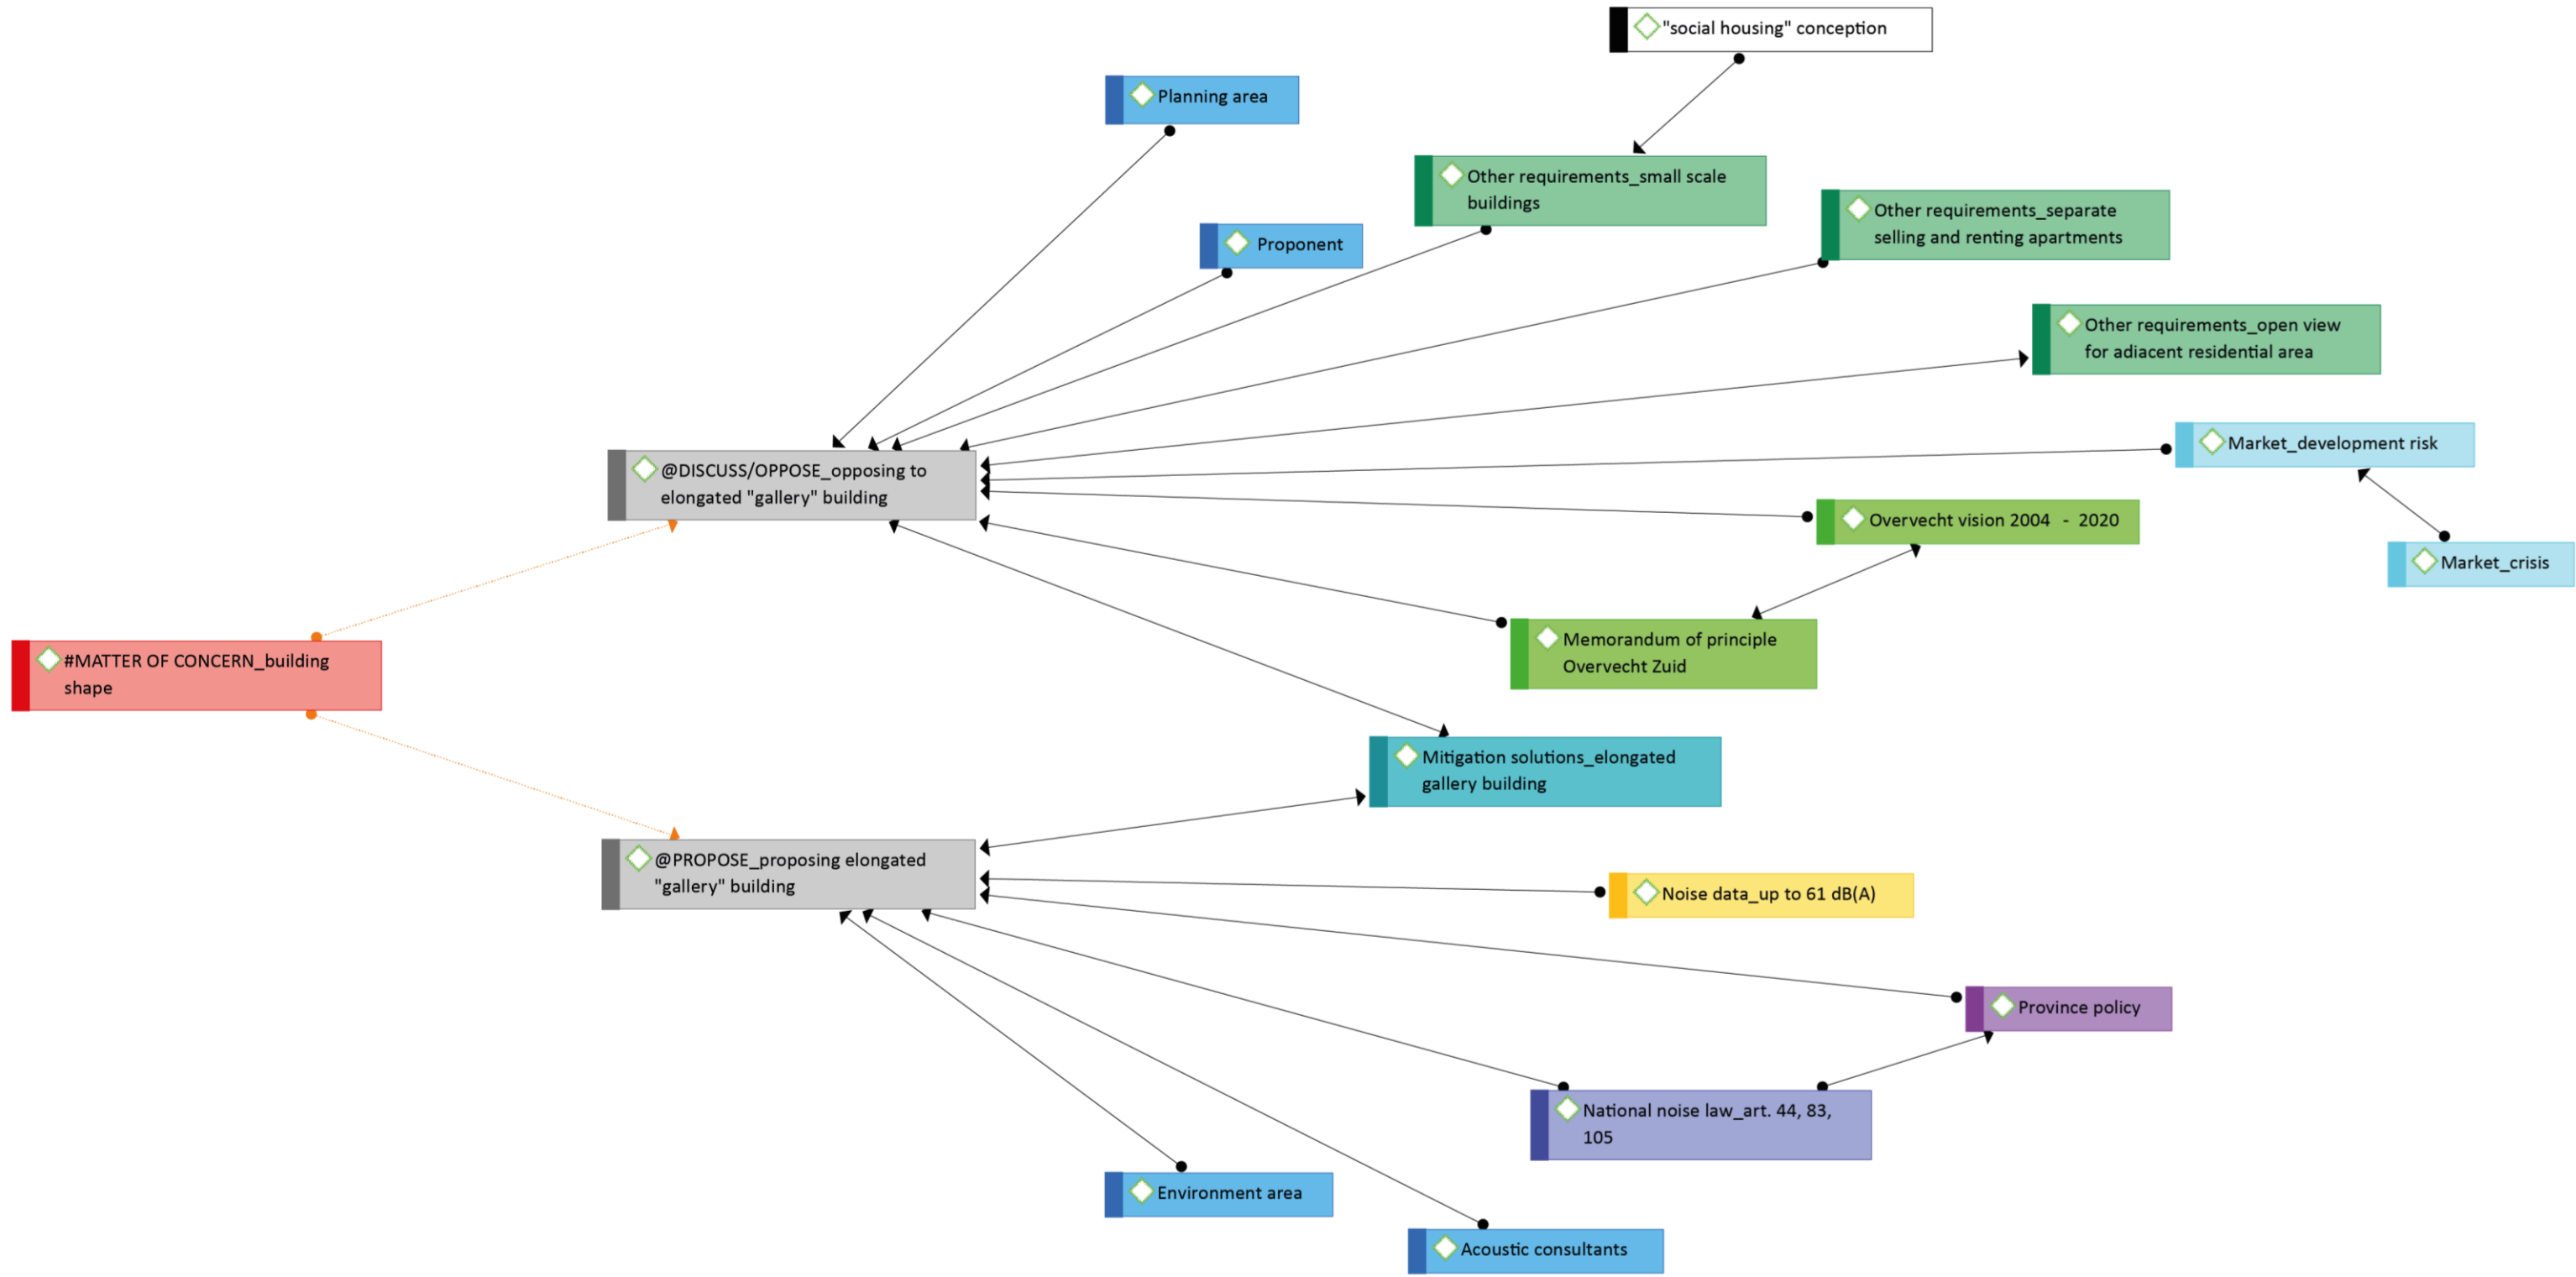 "social housing" conception
Planning area
Other requirements_small scale
buildings
Other requirements_separate
selling and renting apartments
Proponent
Other requirements_open view
for adiacent residential area
Market_development risk
@DISCUSS/OPPOSE_opposing to
elongated "gallery" building
Overvecht vision 2004 - 2020
Market_crisis
Memorandum of principle
Overvecht Zuid
#MATTER OF CONCERN_building
shape
Mitigation solutions_elongated
gallery building
@PROPOSE_proposing elongated
"gallery" building
Noise data_up to 61 dB(A)
Province policy
National noise law_art. 44, 83,
105
Environment area
Acoustic consultants